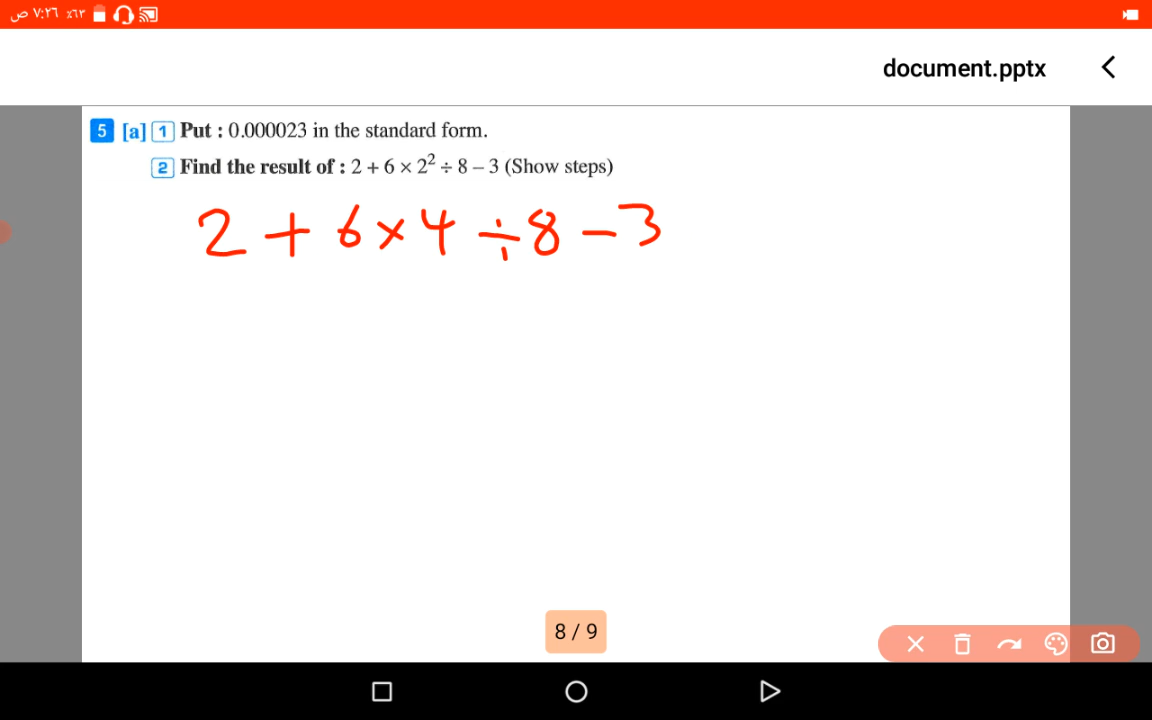 ص ٧:٢٦ ٪٦٣
document.pptx
5 [a] 1 Put : 0.000023 in the standard form.
2 Find the result of : 2 + 6 × 2² ÷ 8 – 3 (Show steps)
2 + 6 × 4 ÷ 8 – 3
8 / 9